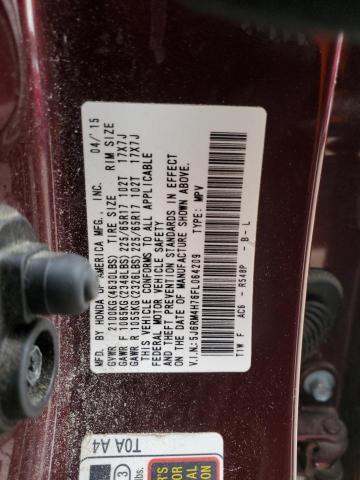 MFD. BY HONDA OF AMERICA MFG., INC. 04/15
GVWR 2100KG(4630LBS) TIRE SIZE RIM SIZE
GAWR F 1065KG(2348LBS) 225/65R17 102T 17X7J
GAWR R 1055KG(2326LBS) 225/65R17 102T 17X7J
THIS VEHICLE CONFORMS TO ALL APPLICABLE
FEDERAL MOTOR VEHICLE SAFETY
AND THEFT PREVENTION STANDARDS IN EFFECT
ON THE DATE OF MANUFACTURE SHOWN ABOVE.
V.I.N.: 5J6RM4H76FL064209 TYPE: MPV
TIW F AC6 - R548P - B - L
TOA A4